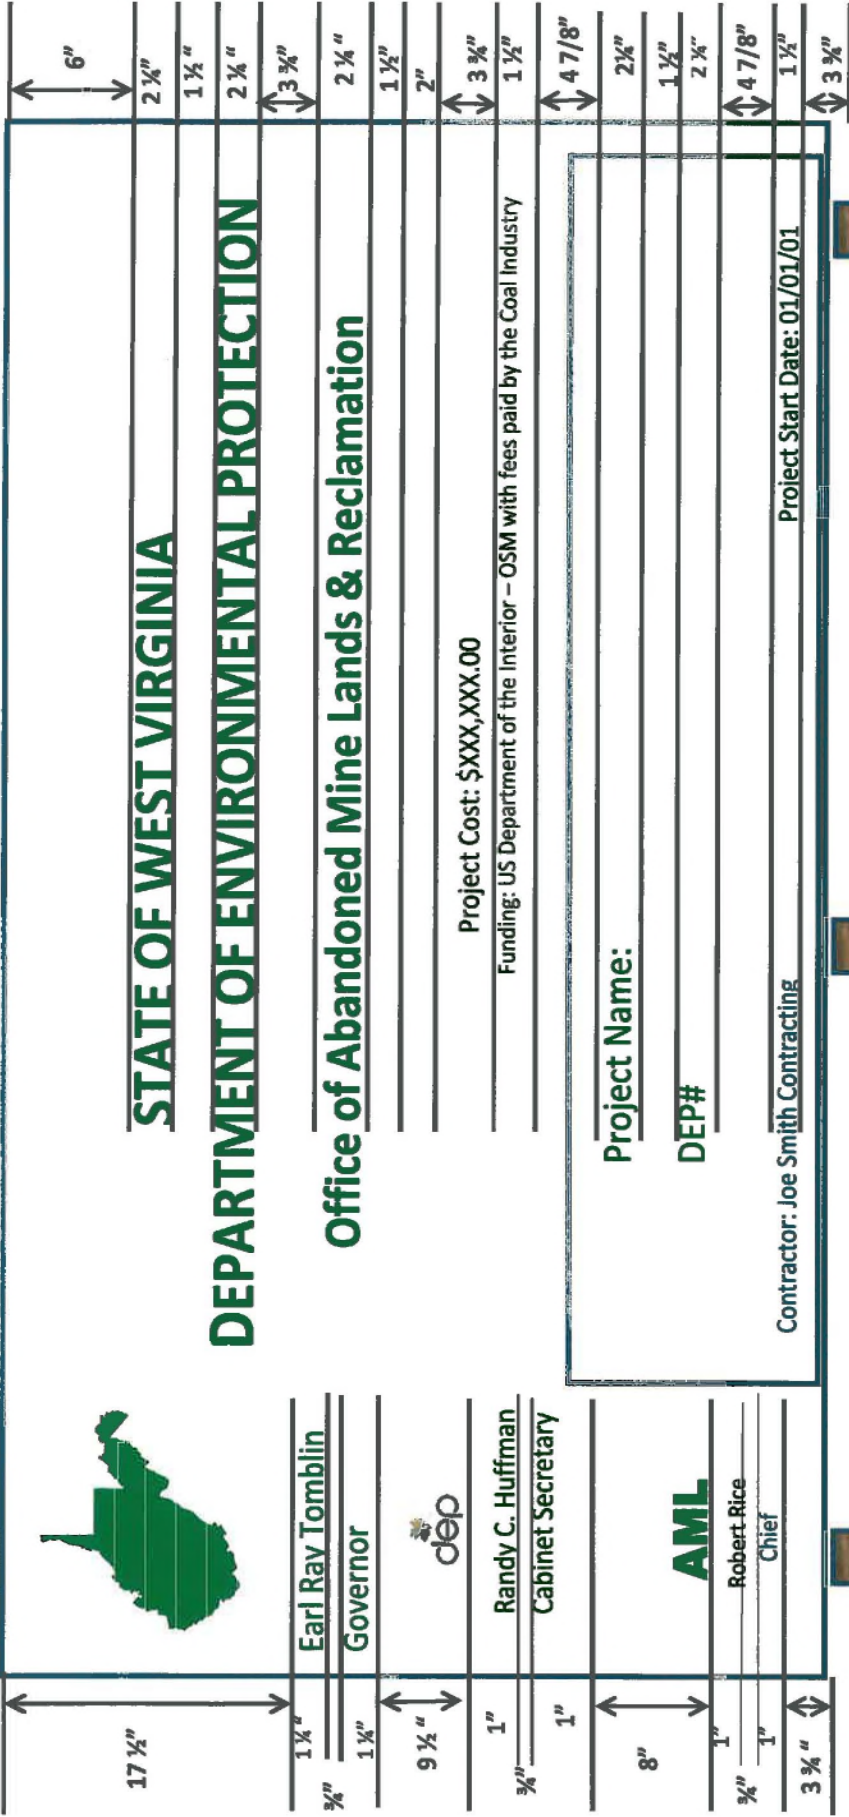 STATE OF WEST VIRGINIA
DEPARTMENT OF ENVIRONMENTAL PROTECTION
Office of Abandoned Mine Lands & Reclamation
Project Cost: $XXX,XXX.00
Funding: US Department of the Interior – OSM with fees paid by the Coal Industry
Project Name:
DEP#
Contractor: Joe Smith Contracting
Project Start Date: 01/01/01
Earl Ray Tomblin
Governor
dep
Randy C. Huffman
Cabinet Secretary
AML
Robert Rice
Chief
17 ½”
1 ¼“
¾”
1 ¼”
9 ½ “
1”
¾”
1”
8”
1”
¾”
1”
3 ¾ “
6”
2 ¼”
1 ½ “
2 ¼ “
3 ¾”
2 ¼ “
1 ½”
2”
3 ¾”
1 ½”
4 7/8”
2¼”
1 ½”
2 ¼”
4 7/8”
1 ½”
3 ¾”